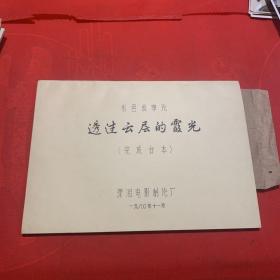 彩色故事片
透过云层的霞光
（完成台本）
潇湘电影制片厂
一九八〇年十一月